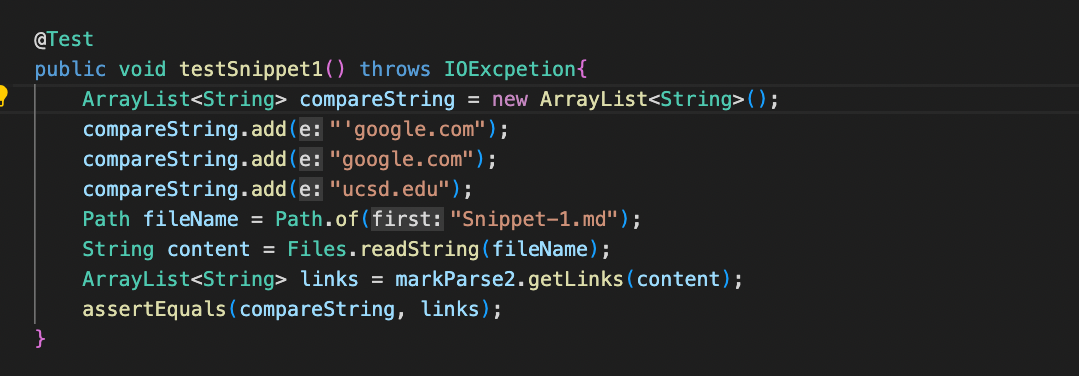 @Test
public void testSnippet1() throws IOExcpetion{
ArrayList<String> compareString = new ArrayList<String>();
compareString.add(e: "'google.com");
compareString.add(e: "google.com");
compareString.add(e: "ucsd.edu");
Path fileName = Path.of(first: "Snippet-1.md");
String content = Files.readString(fileName);
ArrayList<String> links = markParse2.getLinks(content);
assertEquals(compareString, links);
}